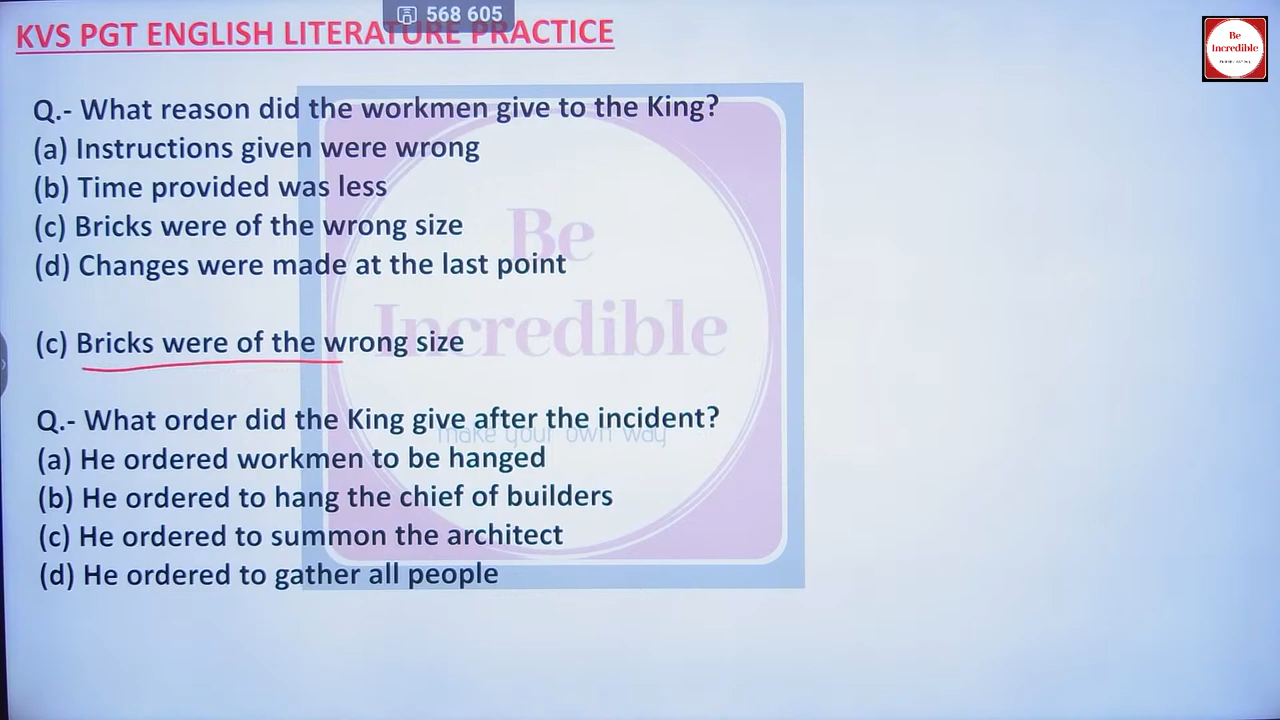 568 605
KVS PGT ENGLISH LITERATURE PRACTICE
Be
Incredible
Q.- What reason did the workmen give to the King?
(a) Instructions given were wrong
(b) Time provided was less
(c) Bricks were of the wrong size
(d) Changes were made at the last point
Be
Incredible
make your own way
(c) Bricks were of the wrong size
Q.- What order did the King give after the incident?
(a) He ordered workmen to be hanged
(b) He ordered to hang the chief of builders
(c) He ordered to summon the architect
(d) He ordered to gather all people